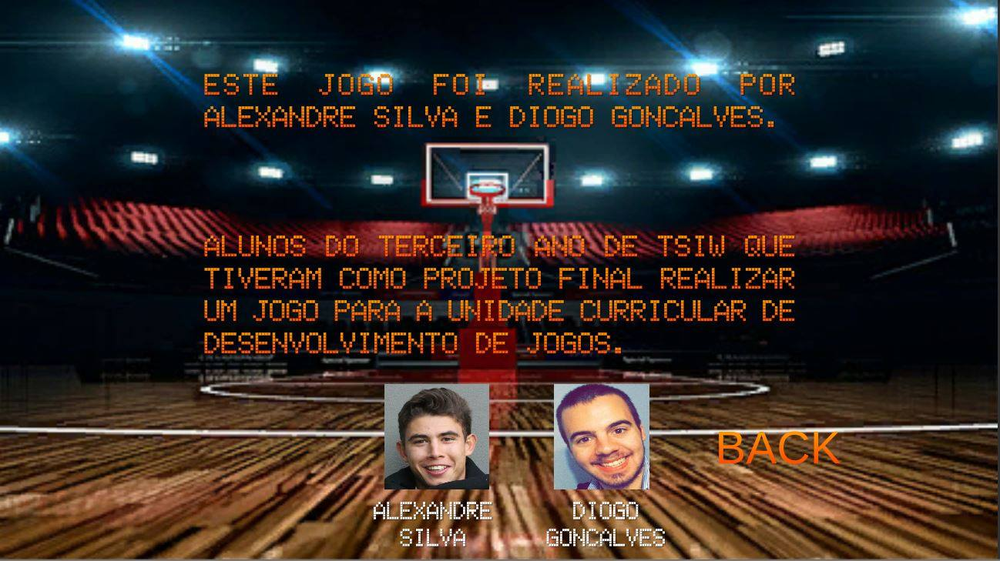 ESTE JOGO FOI REALIZADO POR
ALEXANDRE SILVA E DIOGO GONCALVES.
ALUNOS DO TERCEIRO ANO DE TSIW QUE
TIVERAM COMO PROJETO FINAL REALIZAR
UM JOGO PARA A UNIDADE CURRICULAR DE
DESENVOLVIMENTO DE JOGOS.
BACK
ALEXANDRE
SILVA
DIOGO
GONCALVES